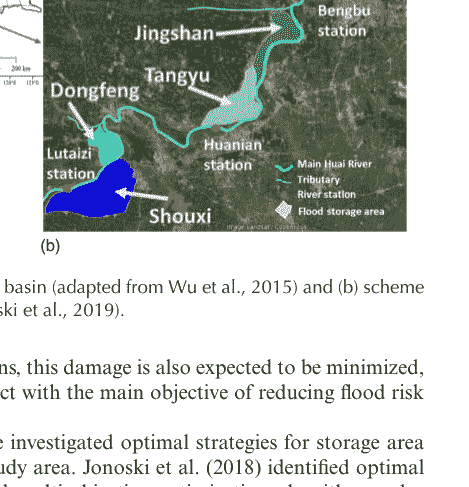 Bengbu
station
Jingshan
Tangyu
200 km
Dongfeng
Huanian
station
Lutaizi
station
Main Huai River
Tributary
River station
Flood storage area
Shouxi
(b)
basin (adapted from Wu et al., 2015) and (b) scheme
ski et al., 2019).
ns, this damage is also expected to be minimized,
ct with the main objective of reducing flood risk
e investigated optimal strategies for storage area
udy area. Jonoski et al. (2018) identified optimal